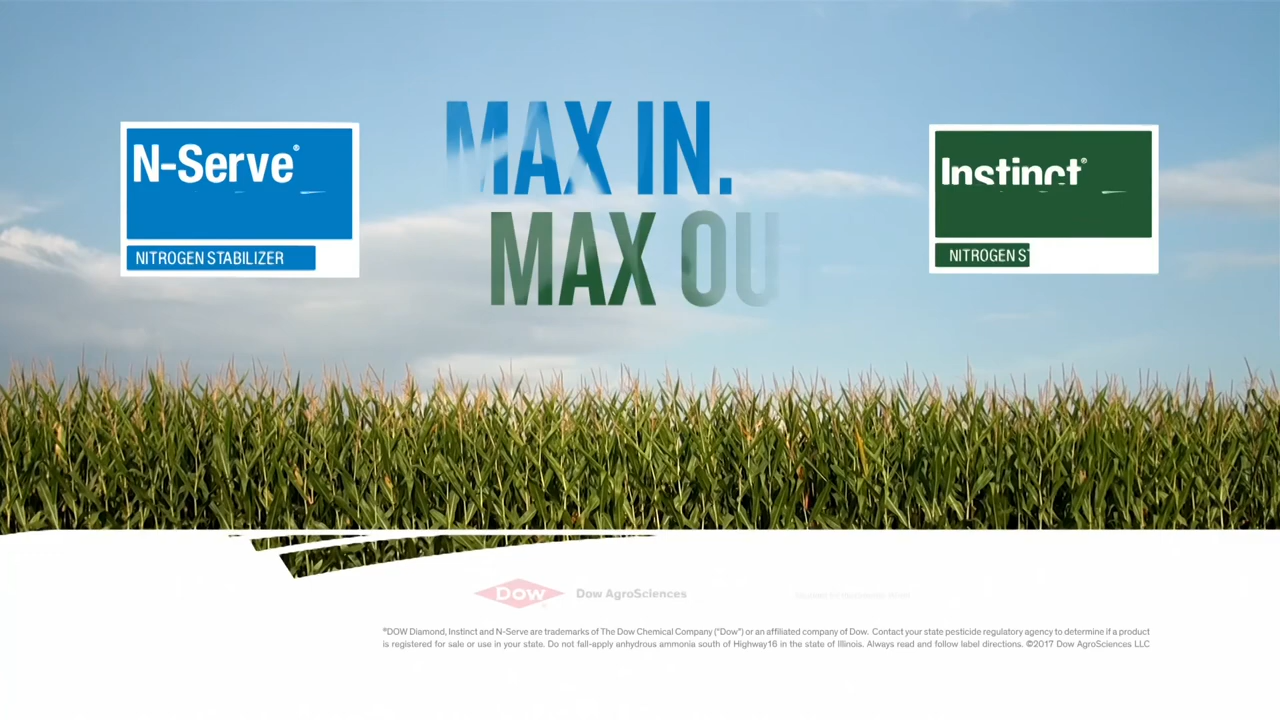 N-Serve®
NITROGEN STABILIZER
MAX IN.
MAX OU
Instinct®
NITROGEN ST
DOW
Dow AgroSciences
®DOW Diamond, Instinct and N-Serve are trademarks of The Dow Chemical Company ("Dow") or an affiliated company of Dow. Contact your state pesticide regulatory agency to determine if a product
is registered for sale or use in your state. Do not fall-apply anhydrous ammonia south of Highway16 in the state of Illinois. Always read and follow label directions. ©2017 Dow AgroSciences LLC